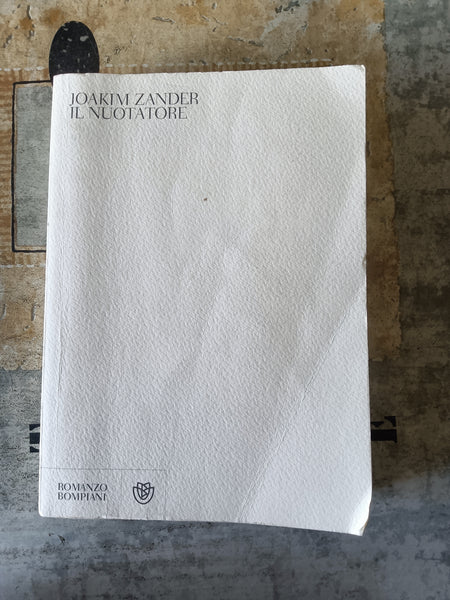 JOAKIM ZANDER
IL NUOTATORE
ROMANZO
BOMPIANI